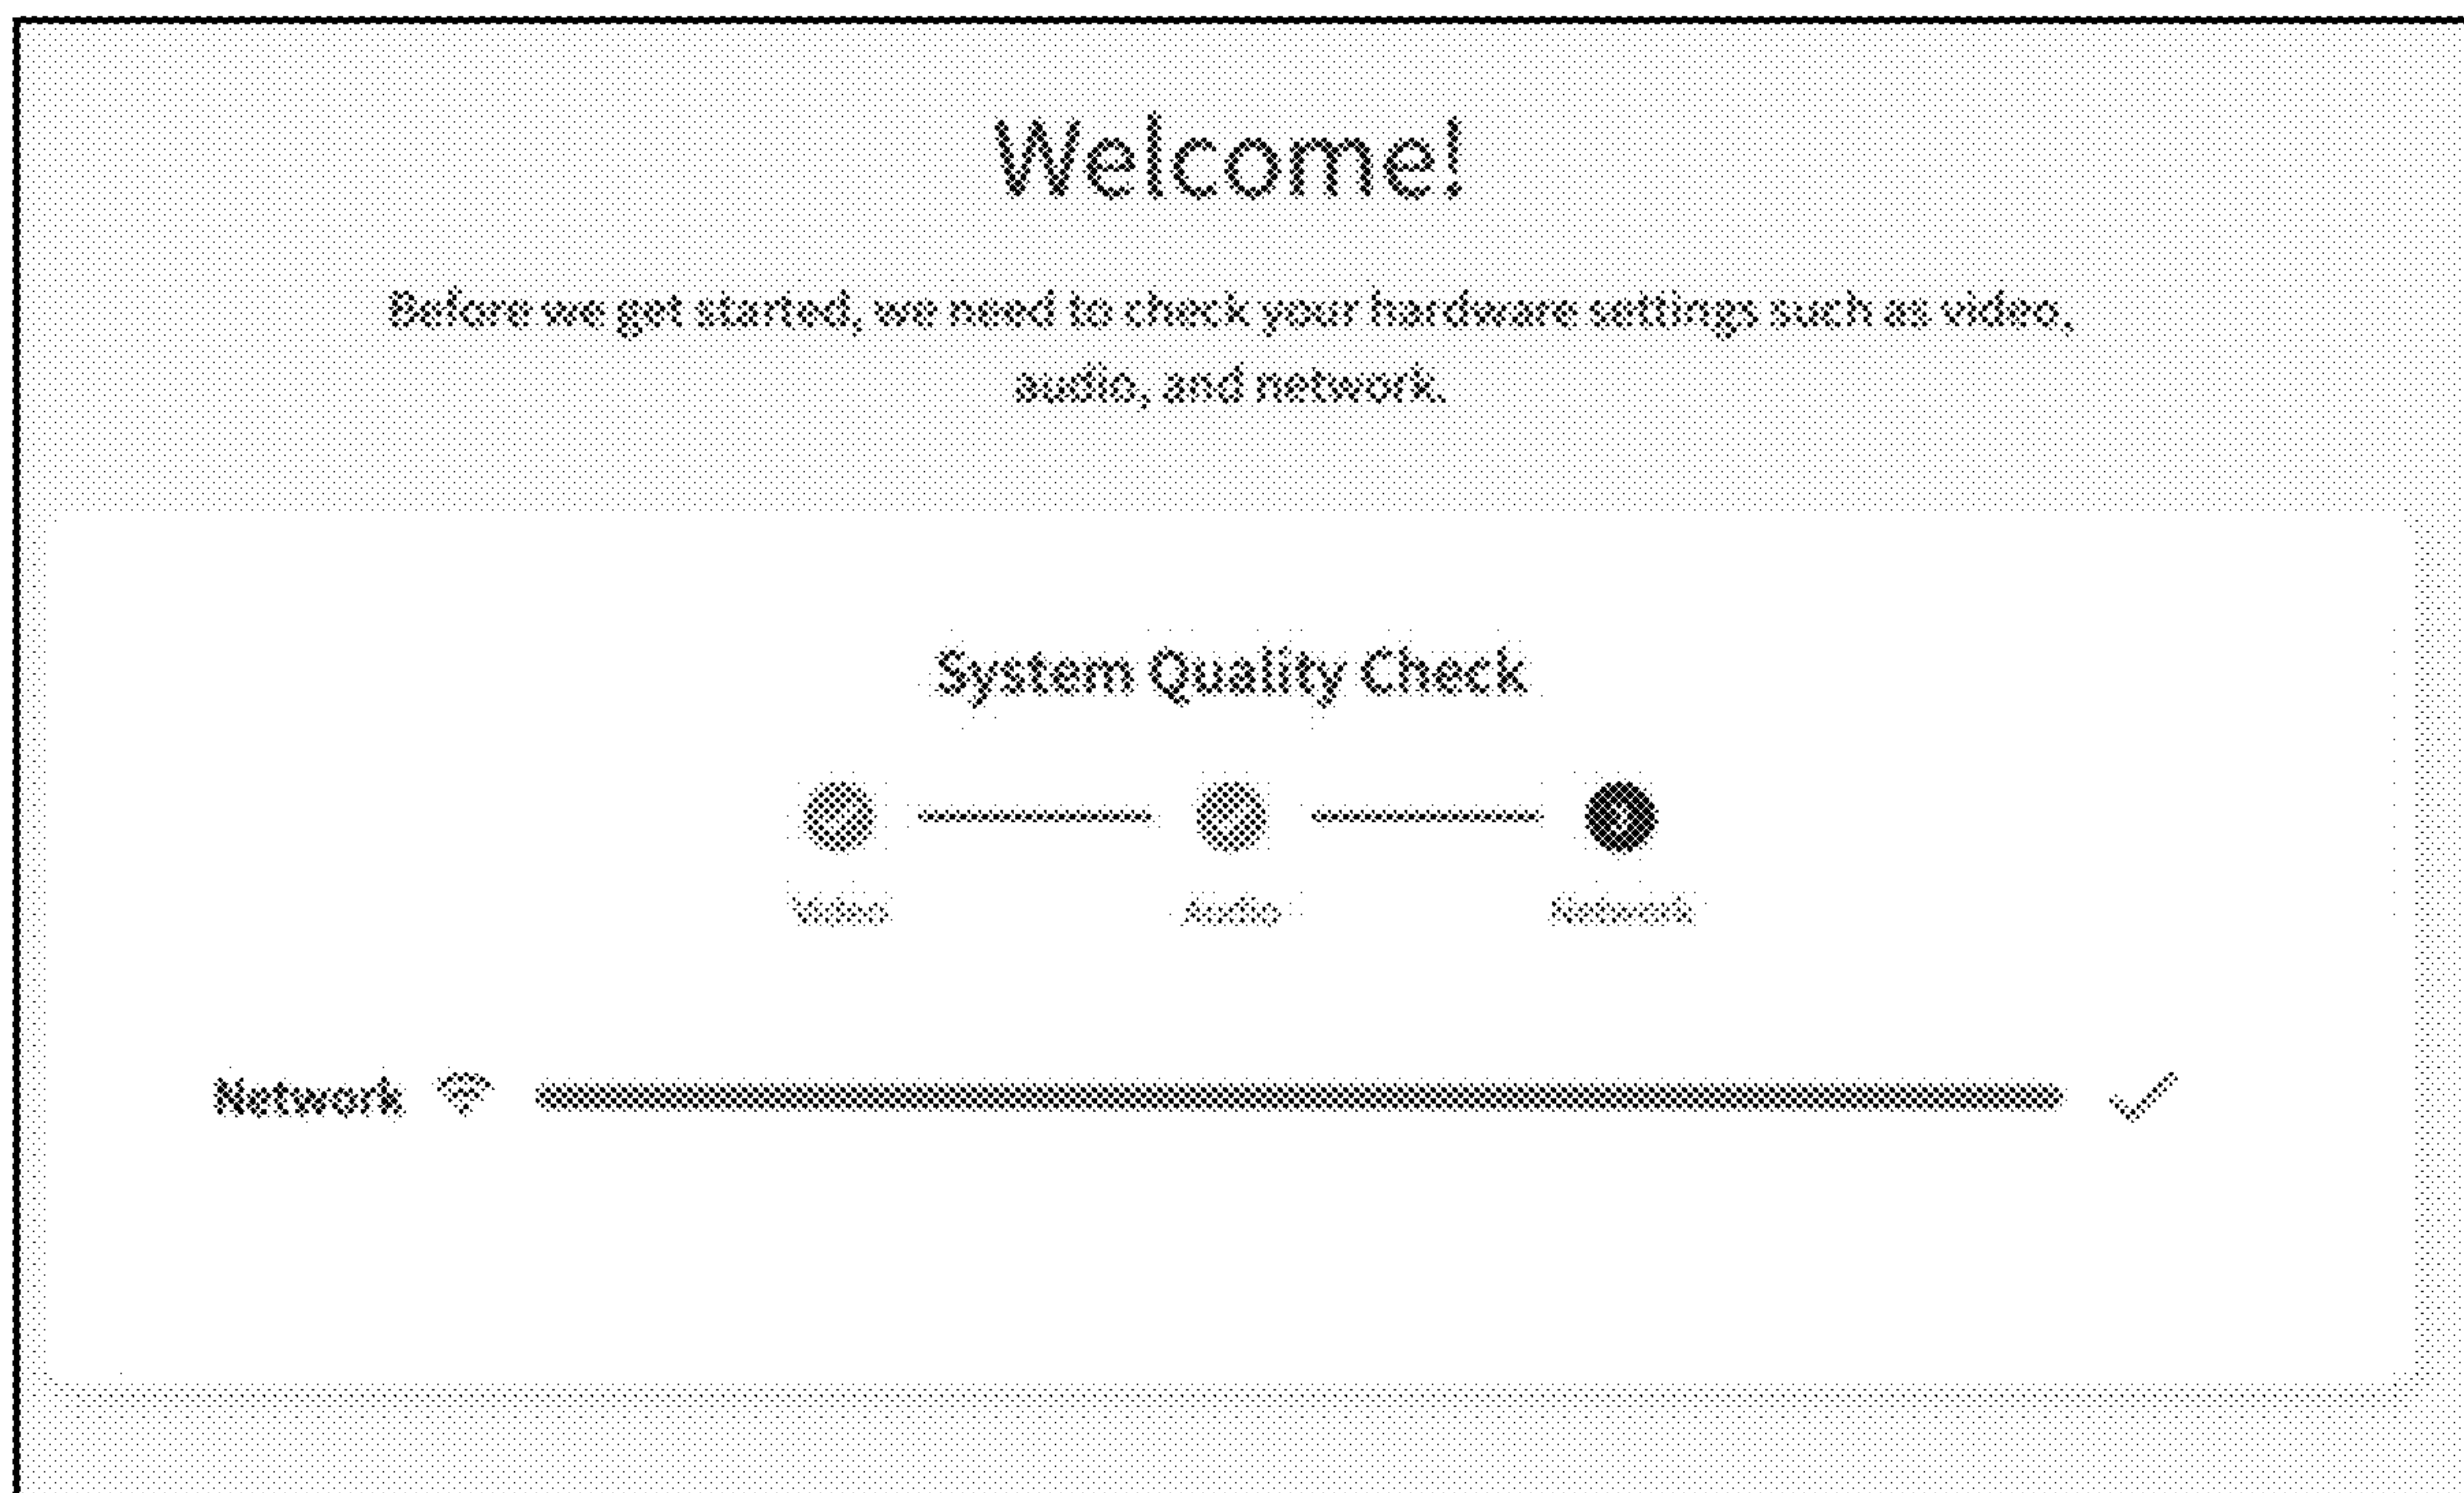 Welcome!
Before we get started, we need to check your hardware settings such as video,
audio, and network.
System Quality Check
Video Audio Network
Network